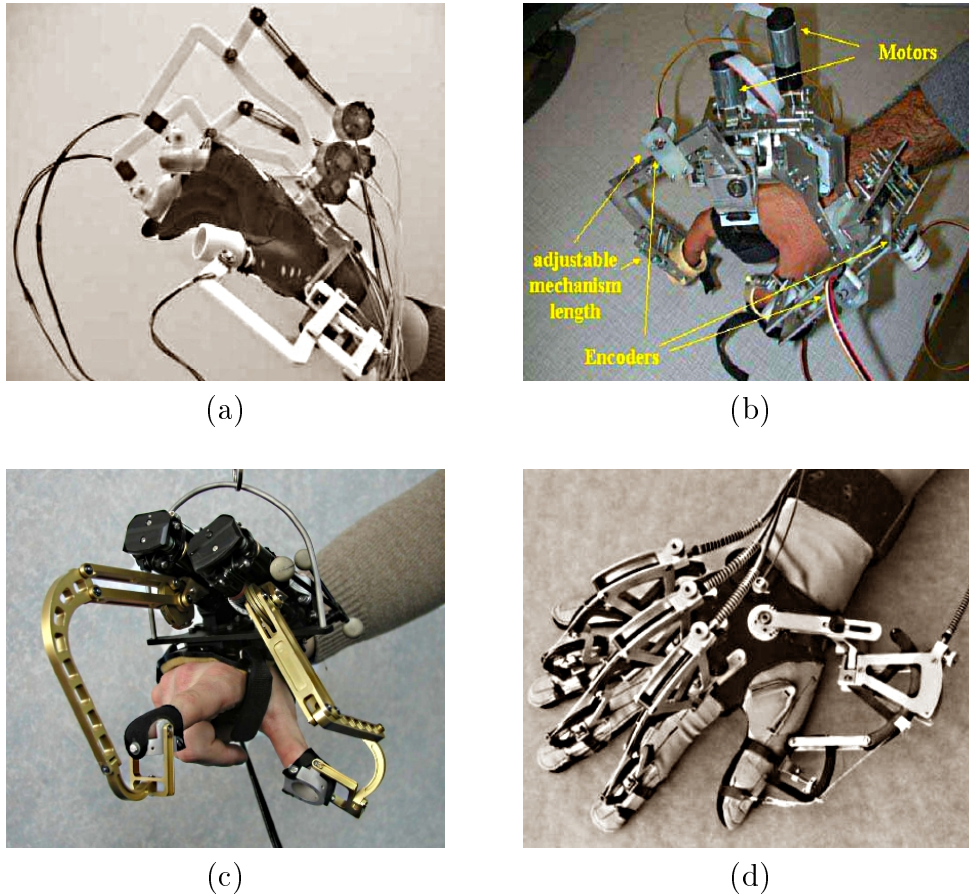 Motors
adjustable
mechanism
length
Encoders
(a)
(b)
(c)
(d)